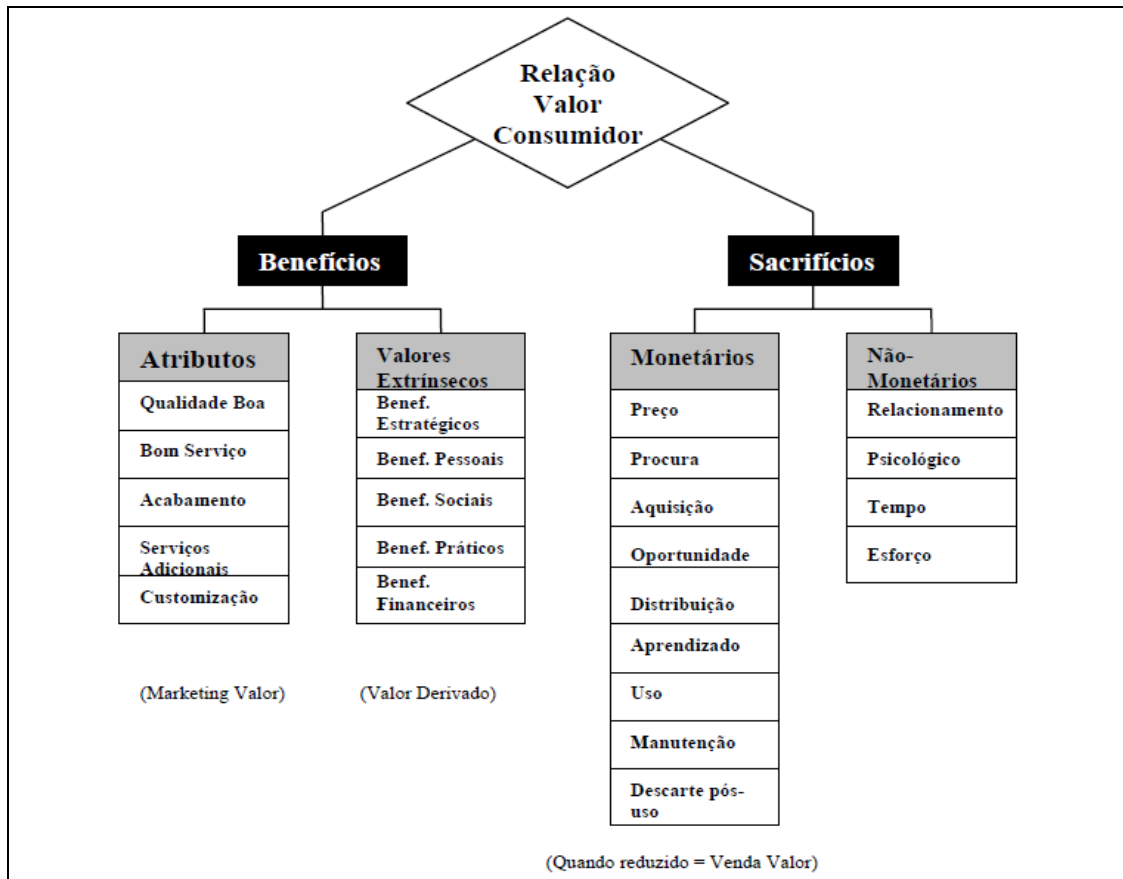 Relação
Valor
Consumidor
Benefícios
Sacrifícios
Atributos
Qualidade Boa
Bom Serviço
Acabamento
Serviços
Adicionais
Customização
(Marketing Valor)
Valores
Extrínsecos
Benef.
Estratégicos
Benef. Pessoais
Benef. Sociais
Benef. Práticos
Benef.
Financeiros
(Valor Derivado)
Monetários
Preço
Procura
Aquisição
Oportunidade
Distribuição
Aprendizado
Uso
Manutenção
Descarte pós-
uso
(Quando reduzido = Venda Valor)
Não-
Monetários
Relacionamento
Psicológico
Tempo
Esforço